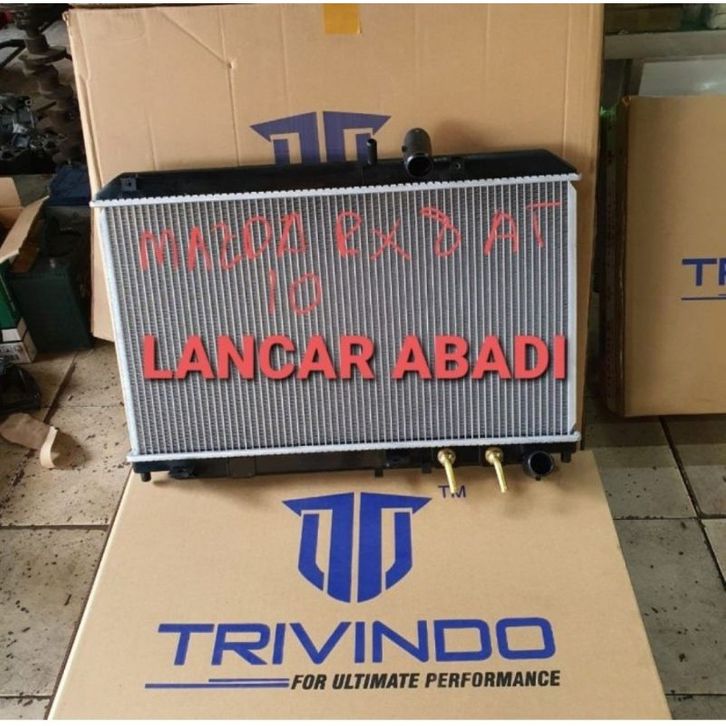 MAZDA RX 8 AT
10
LANCAR ABADI
TR
TM
TRIVINDO
FOR ULTIMATE PERFORMANCE